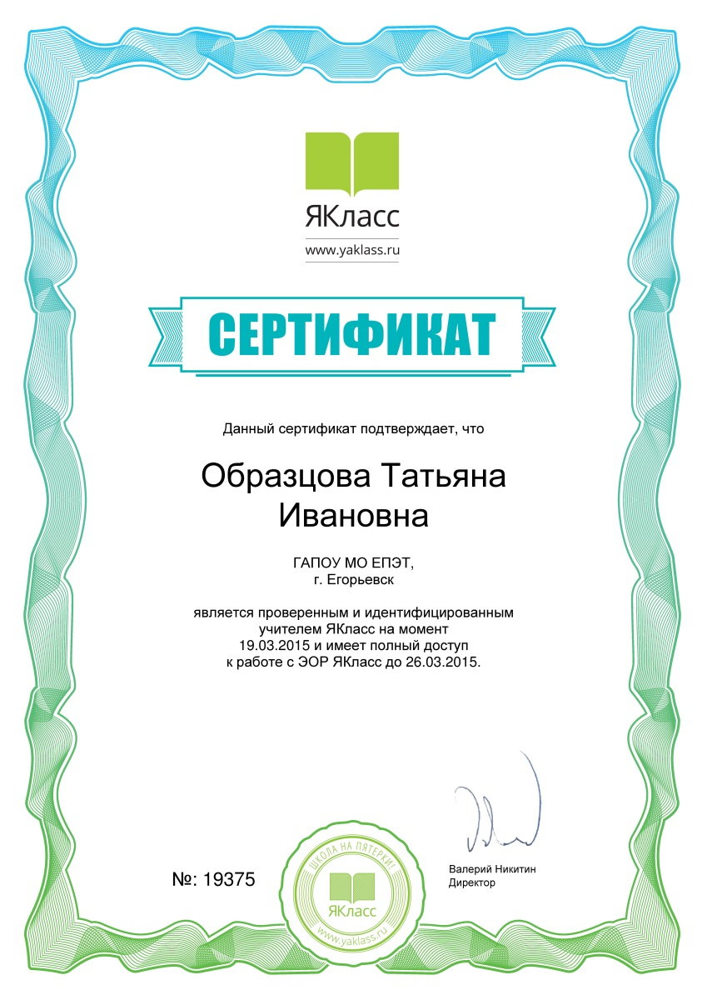 ЯКласс
www.yaklass.ru
СЕРТИФИКАТ
Данный сертификат подтверждает, что
Образцова Татьяна
Ивановна
ГАПОУ МО ЕПЭТ,
г. Егорьевск
является проверенным и идентифицированным
учителем ЯКласс на момент
19.03.2015 и имеет полный доступ
к работе с ЭОР ЯКласс до 26.03.2015.
№: 19375
ШКОЛА НА ПЯТЕРКИ!
ЯКласс
www.yaklass.ru
Валерий Никитин
Директор